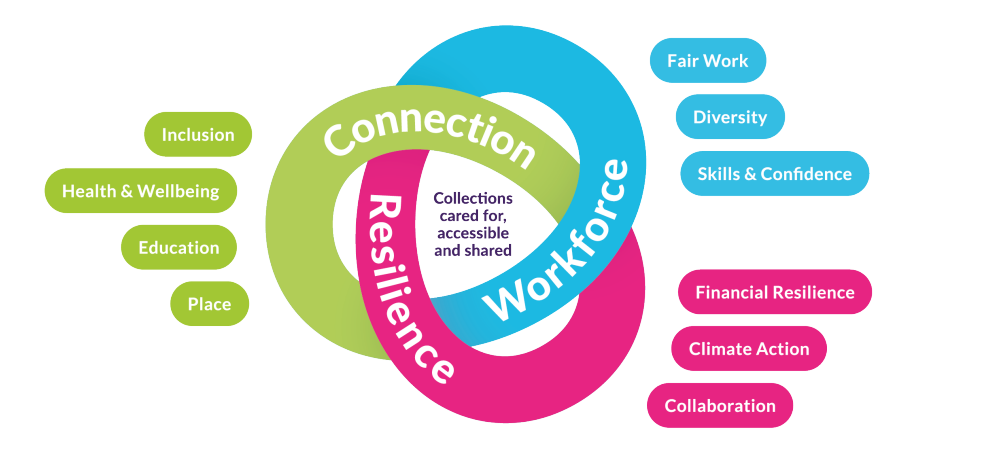 Inclusion
Health & Wellbeing
Education
Place
Connection
Resilience
Workforce
Collections
cared for,
accessible
and shared
Fair Work
Diversity
Skills & Confidence
Financial Resilience
Climate Action
Collaboration